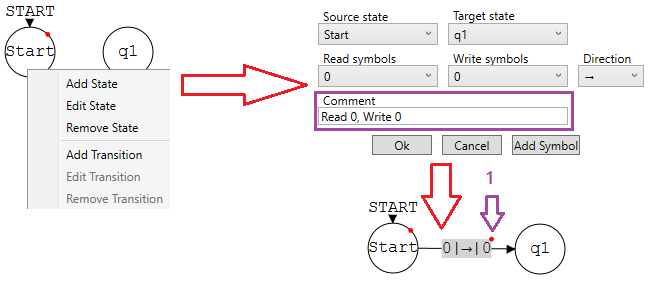 START
Start
q1
Add State
Edit State
Remove State
Add Transition
Edit Transition
Remove Transition
Source state
Target state
Start
q1
Read symbols
Write symbols
Direction
0
0
→
Comment
Read 0, Write 0
Ok
Cancel
Add Symbol
1
START
Start
0|→|0
q1